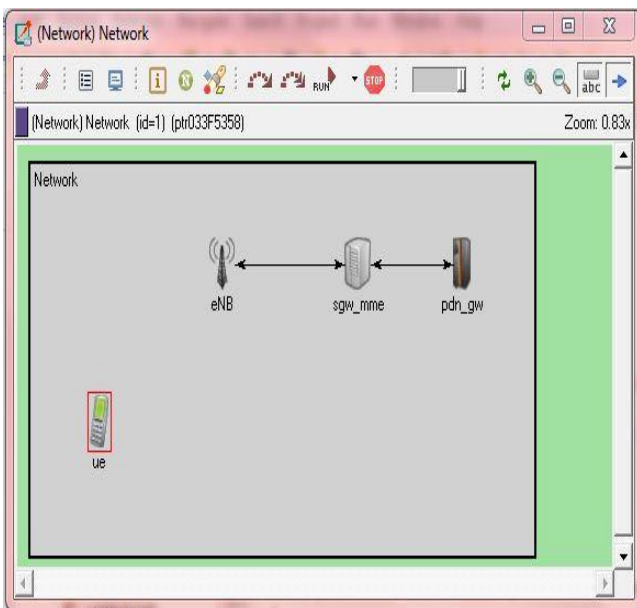 (Network) Network
RUN
STOP
abc
(Network) Network (id=1) (ptr033F5358)
Zoom: 0.83x
Network
eNB
sgw_mme
pdn_gw
ue